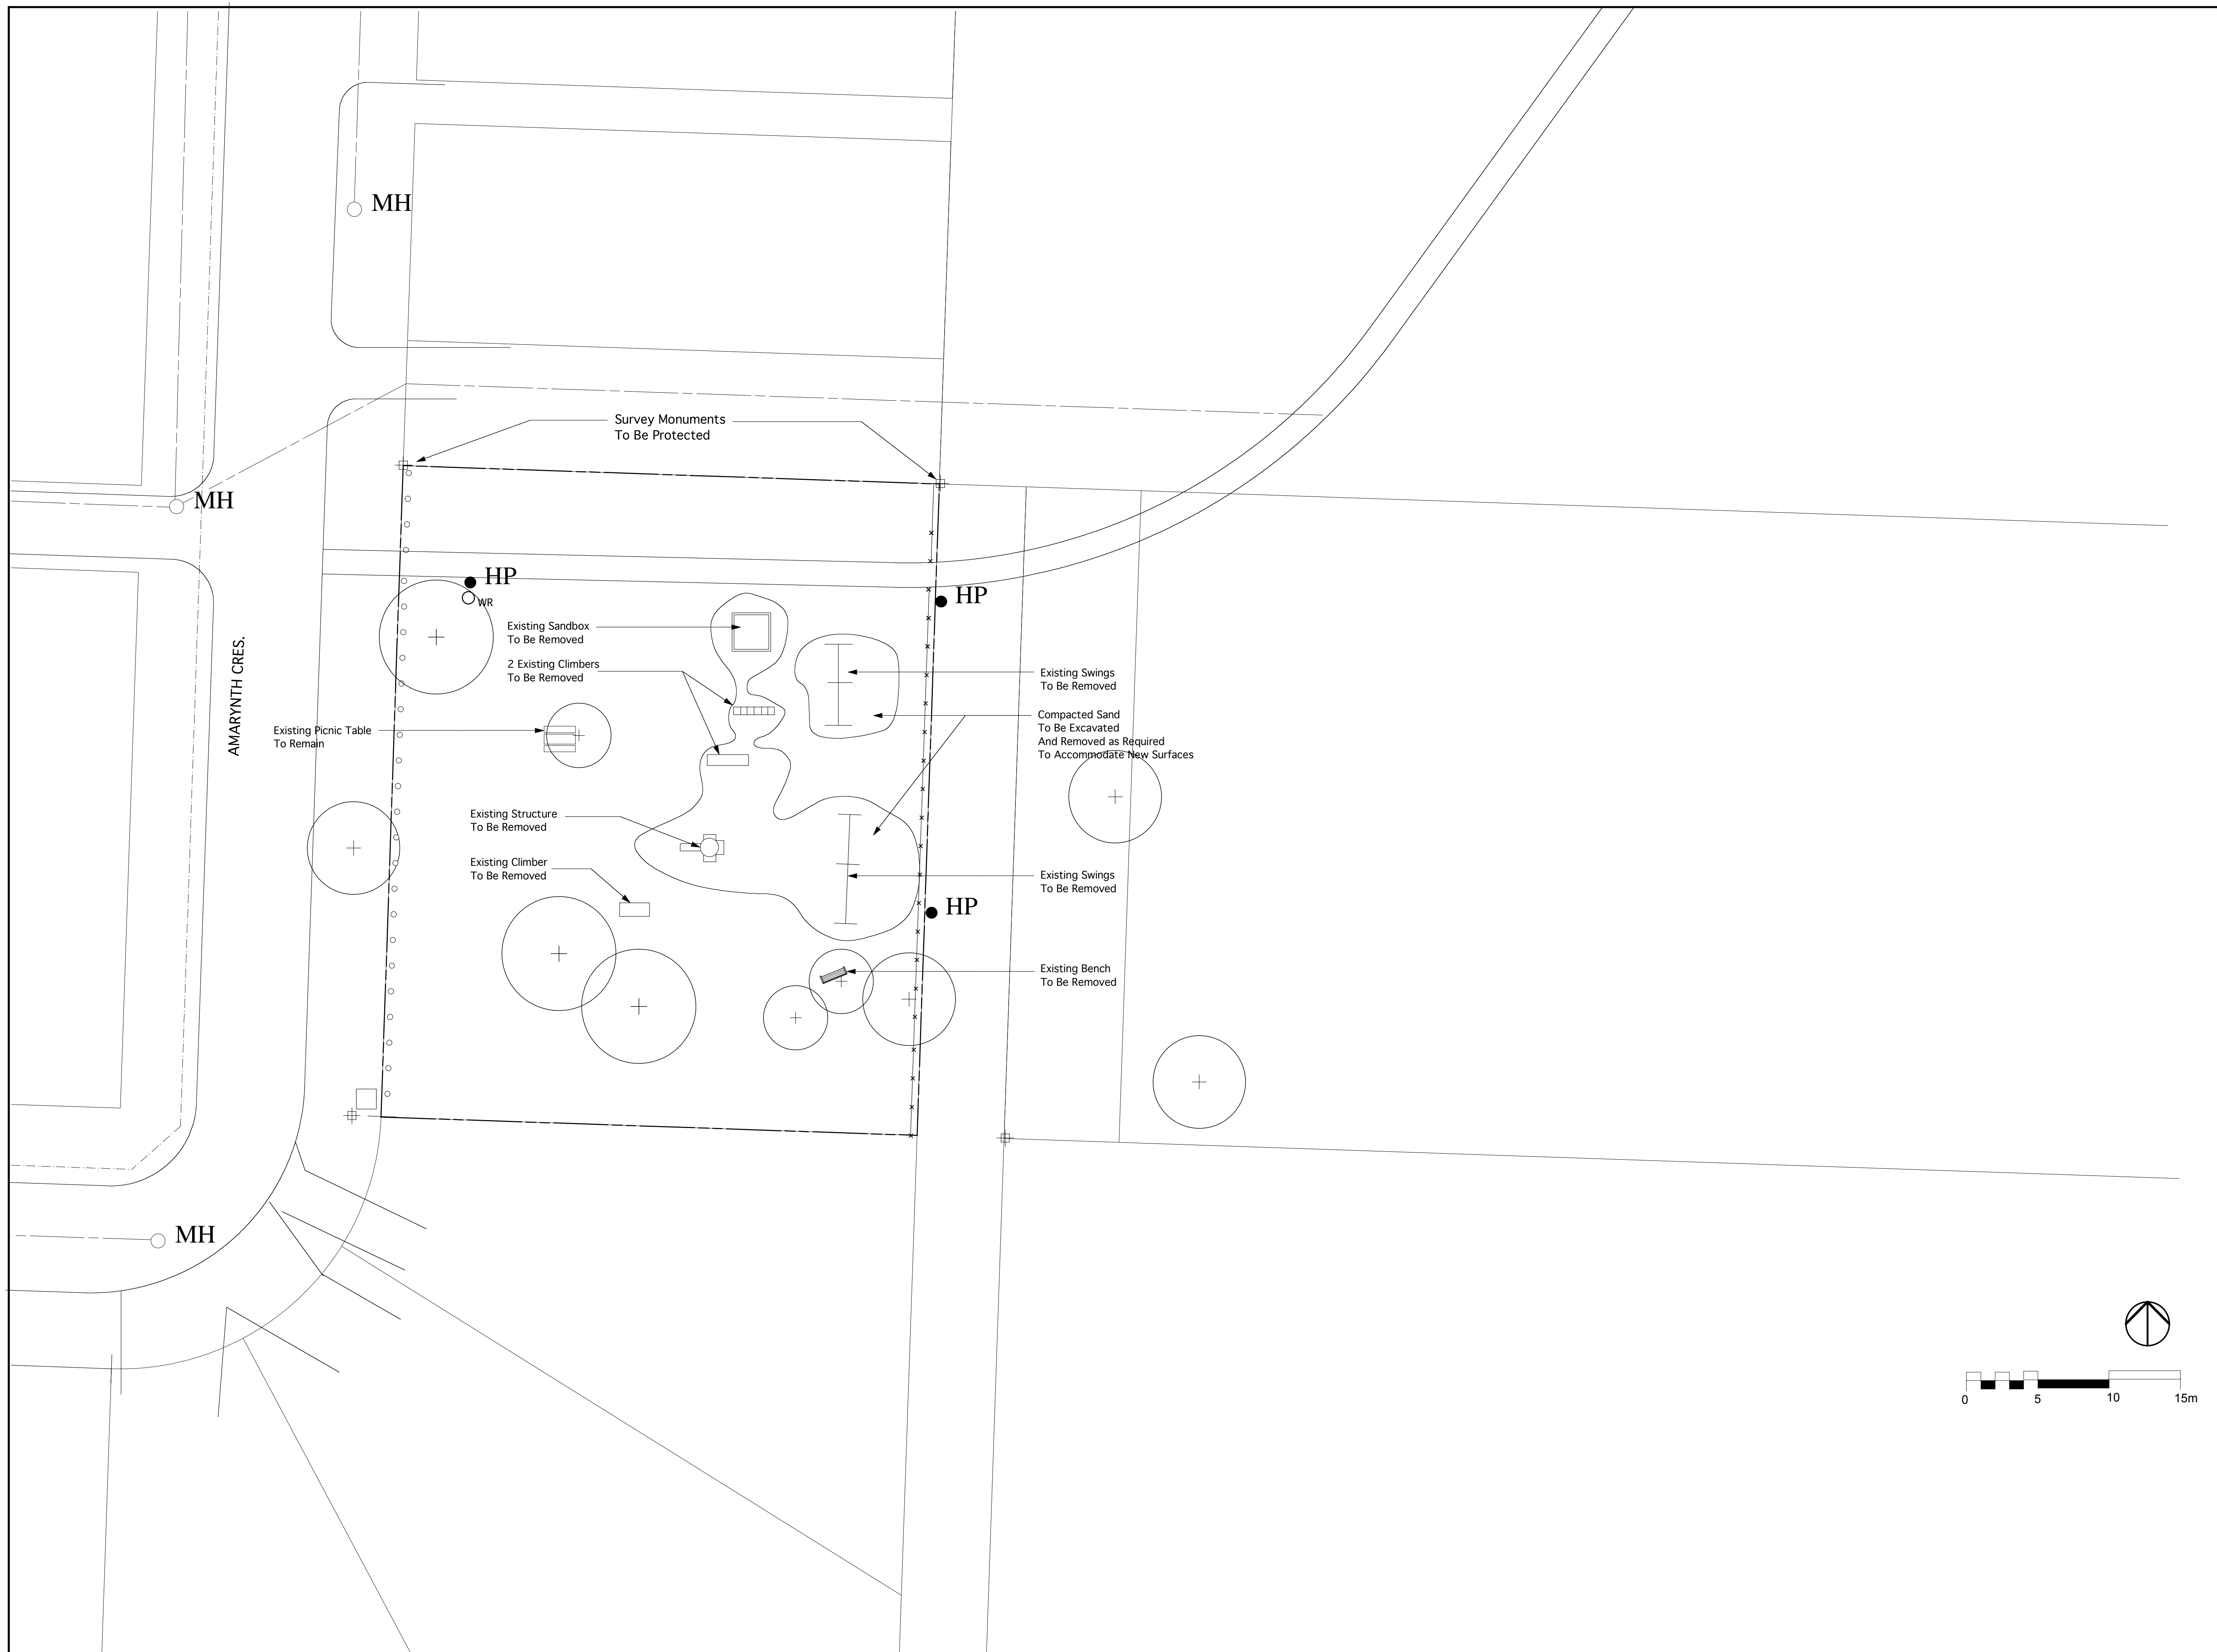 MH
Survey Monuments
To Be Protected
MH
HP
WR
HP
Existing Sandbox
To Be Removed
2 Existing Climbers
To Be Removed
Existing Swings
To Be Removed
AMARYNTH CRES.
Existing Picnic Table
To Remain
Compacted Sand
To Be Excavated
And Removed as Required
To Accommodate New Surfaces
Existing Structure
To Be Removed
Existing Climber
To Be Removed
Existing Swings
To Be Removed
HP
Existing Bench
To Be Removed
MH
0 5 10 15m